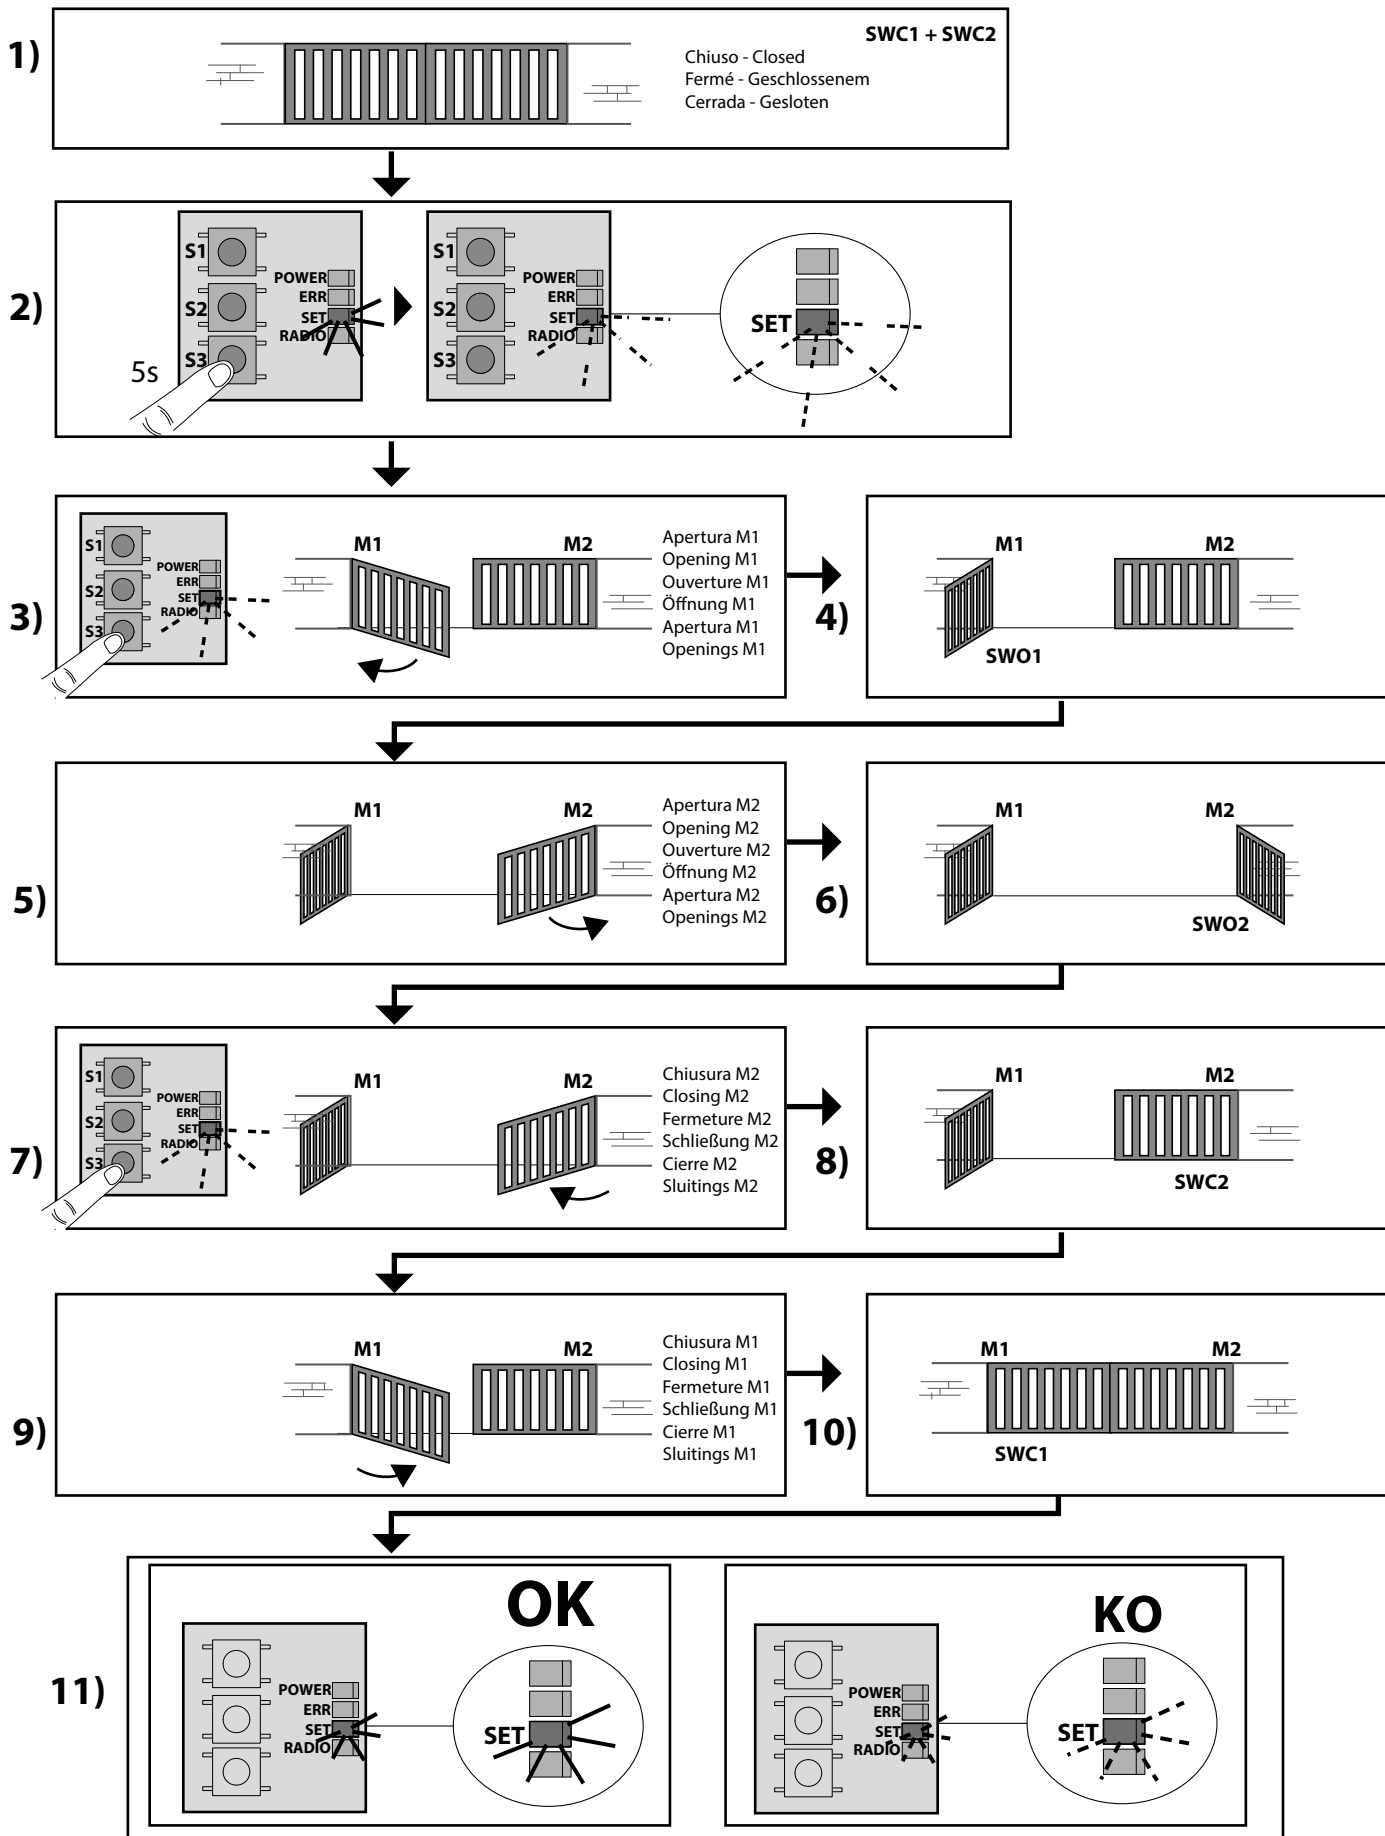 1)
SWC1 + SWC2
Chiuso - Closed
Fermé - Geschlossenem
Cerrada - Gesloten
2)
S1
S2
S3
5s
POWER
ERR
SET
RADIO
S1
S2
S3
POWER
ERR
SET
RADIO
SET
3)
S1
S2
S3
POWER
ERR
SET
RADIO
M1
M2
Apertura M1
Opening M1
Ouverture M1
Öffnung M1
Apertura M1
Openings M1
4)
M1
M2
SWO1
5)
M1
M2
Apertura M2
Opening M2
Ouverture M2
Öffnung M2
Apertura M2
Openings M2
6)
M1
M2
SWO2
7)
S1
S2
S3
POWER
ERR
SET
RADIO
M1
M2
Chiusura M2
Closing M2
Fermeture M2
Schließung M2
Cierre M2
Sluitings M2
8)
M1
M2
SWC2
9)
M1
M2
Chiusura M1
Closing M1
Fermeture M1
Schließung M1
Cierre M1
Sluitings M1
10)
M1
M2
SWC1
11)
OK
POWER
ERR
SET
RADIO
SET
KO
POWER
ERR
SET
RADIO
SET